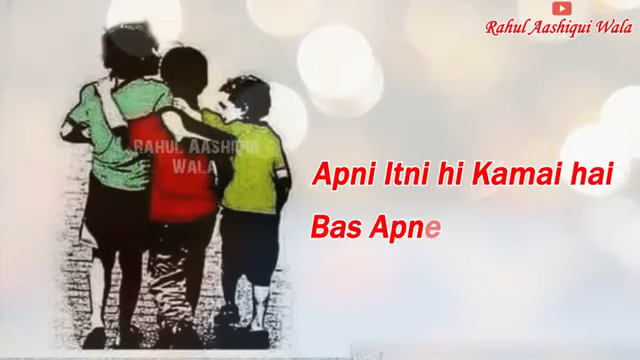 Rahul Aashiqui Wala
RAHUL AASHIQUI
WALA
Apni Itni hi Kamai hai
Bas Apne